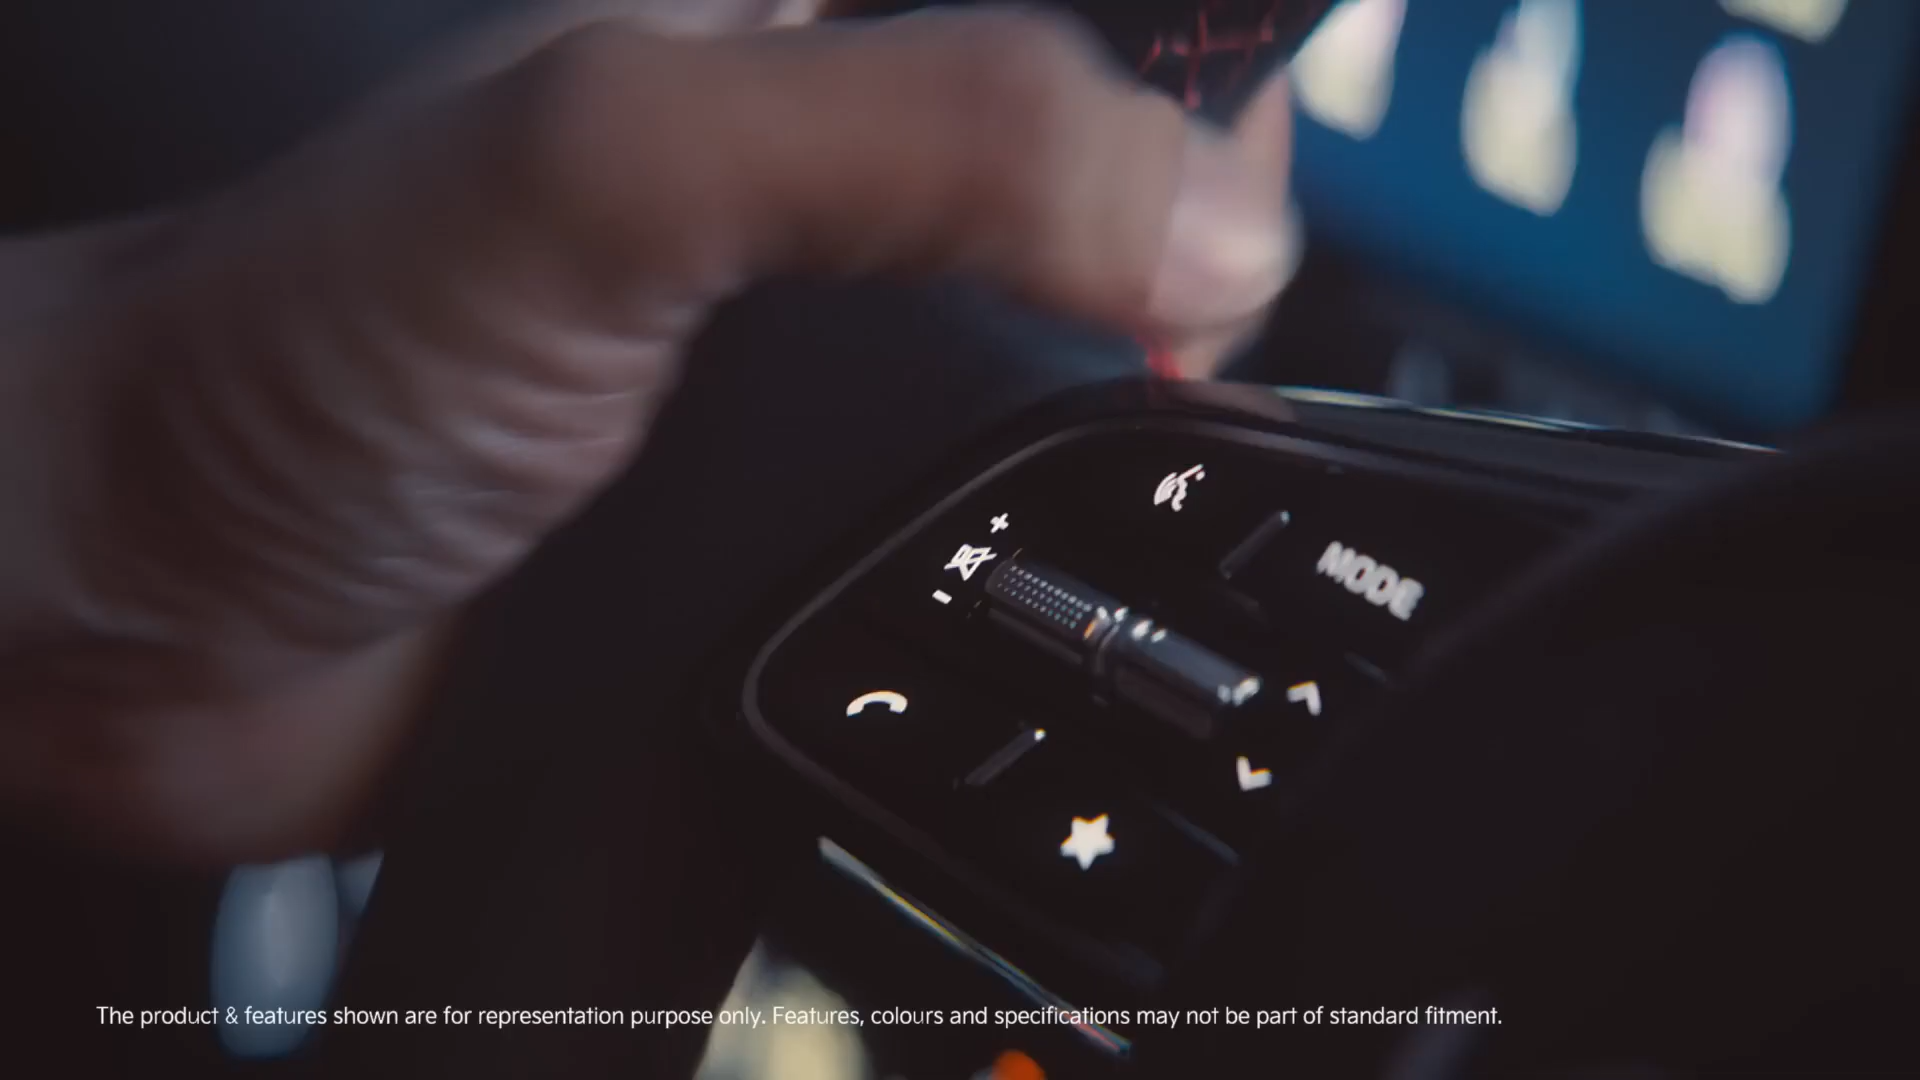 MODE
The product & features shown are for representation purpose only. Features, colours and specifications may not be part of standard fitment.